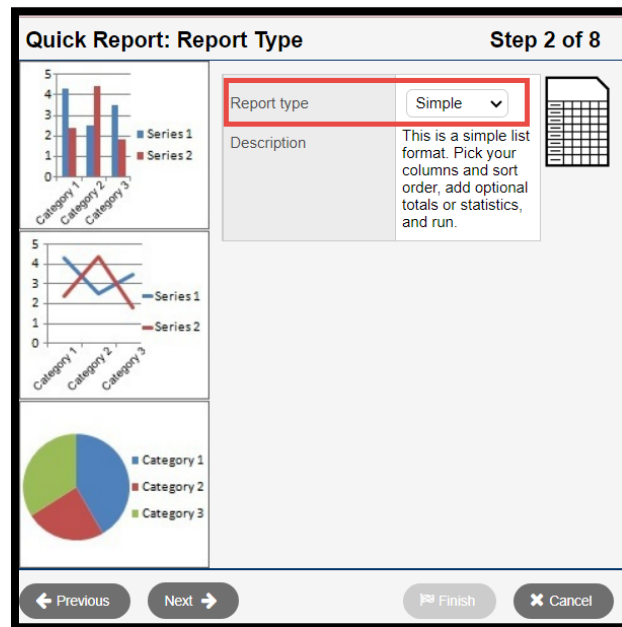 Quick Report: Report Type
Step 2 of 8
5
4
3
2
1
0
Category 1
Category 2
Category 3
Series 1
Series 2
5
4
3
2
1
0
Category 1
Category 2
Category 3
Series 1
Series 2
Category 1
Category 2
Category 3
Report type
Simple
Description
This is a simple list
format. Pick your
columns and sort
order, add optional
totals or statistics,
and run.
Previous
Next
Finish
Cancel